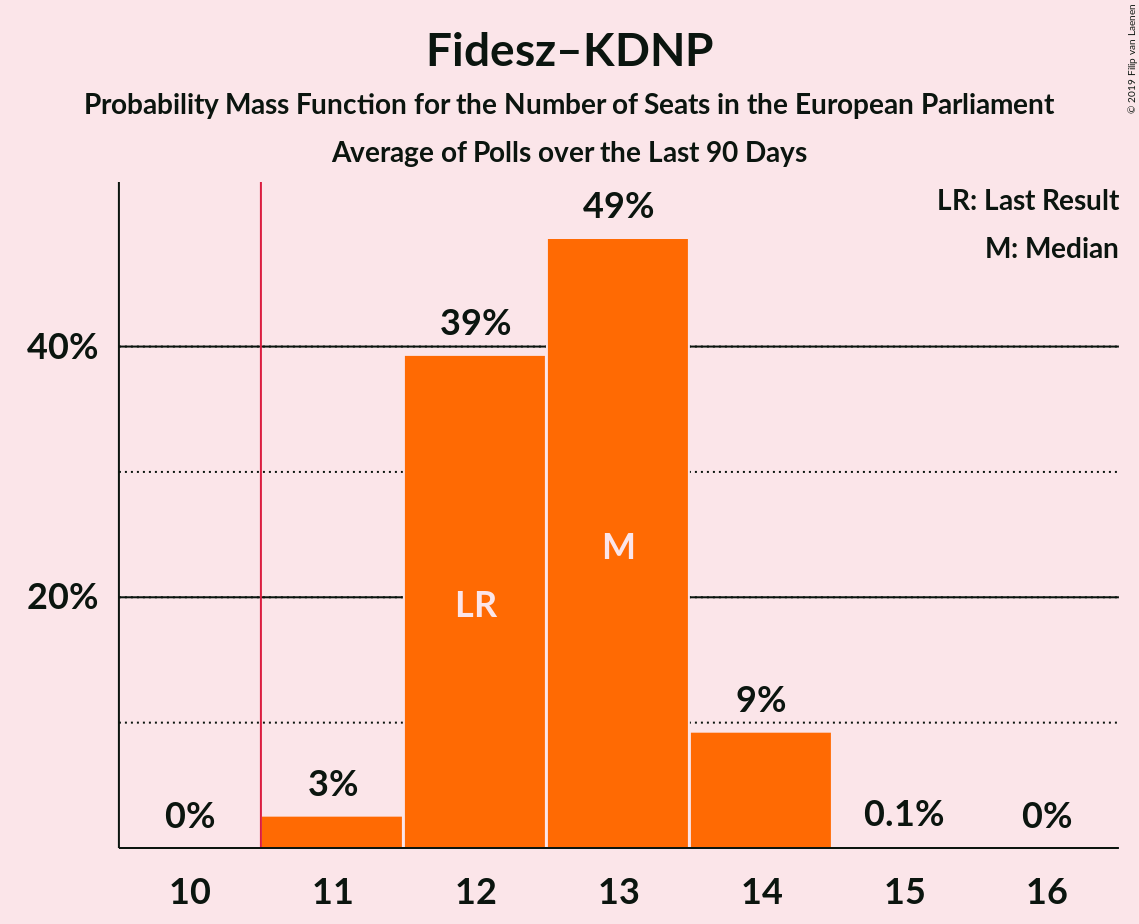 Fidesz–KDNP
Probability Mass Function for the Number of Seats in the European Parliament
Average of Polls over the Last 90 Days
© 2019 Filip van Laenen
LR: Last Result
M: Median
49%
39%
40%
M
LR
20%
9%
3%
0%
0.1%
0%
10 11 12 13 14 15 16